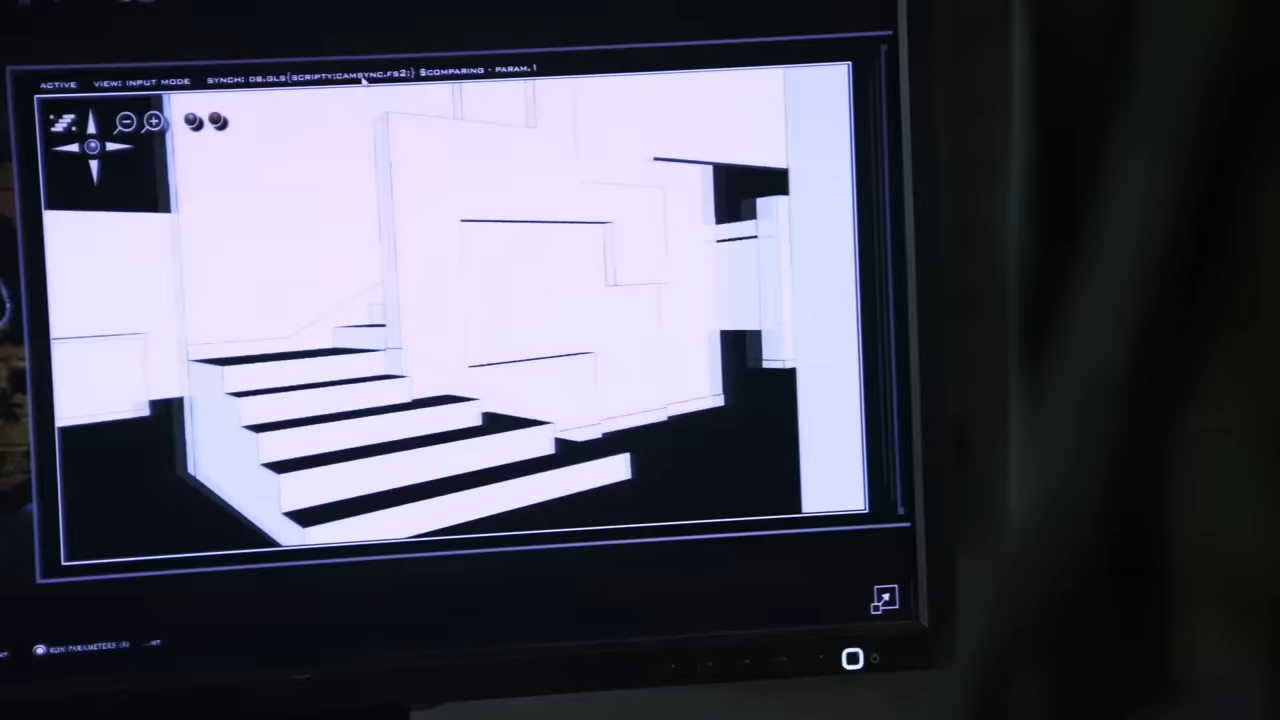 ACTIVE VIEW: INPUT MODE SYNCH: DB.GLS{SCRIPTY:CAMSYNC.FS2:} $COMPARING - PARAM.1
RUN PARAMETERS (R)